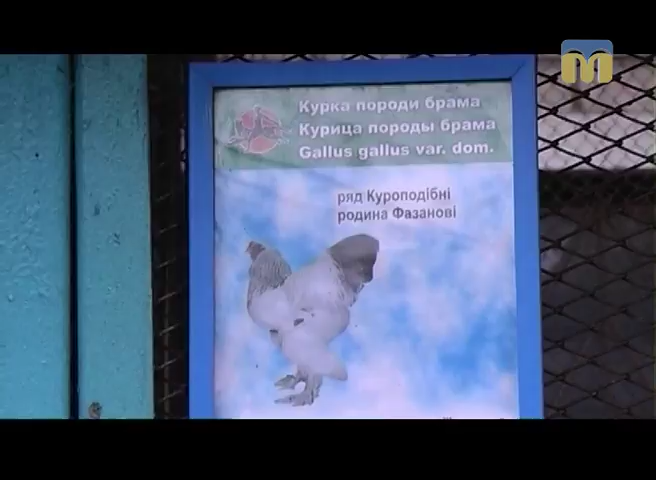 Курка породи брама
Курица породы брама
Gallus gallus var. dom.
ряд Куроподібні
родина Фазанові
M